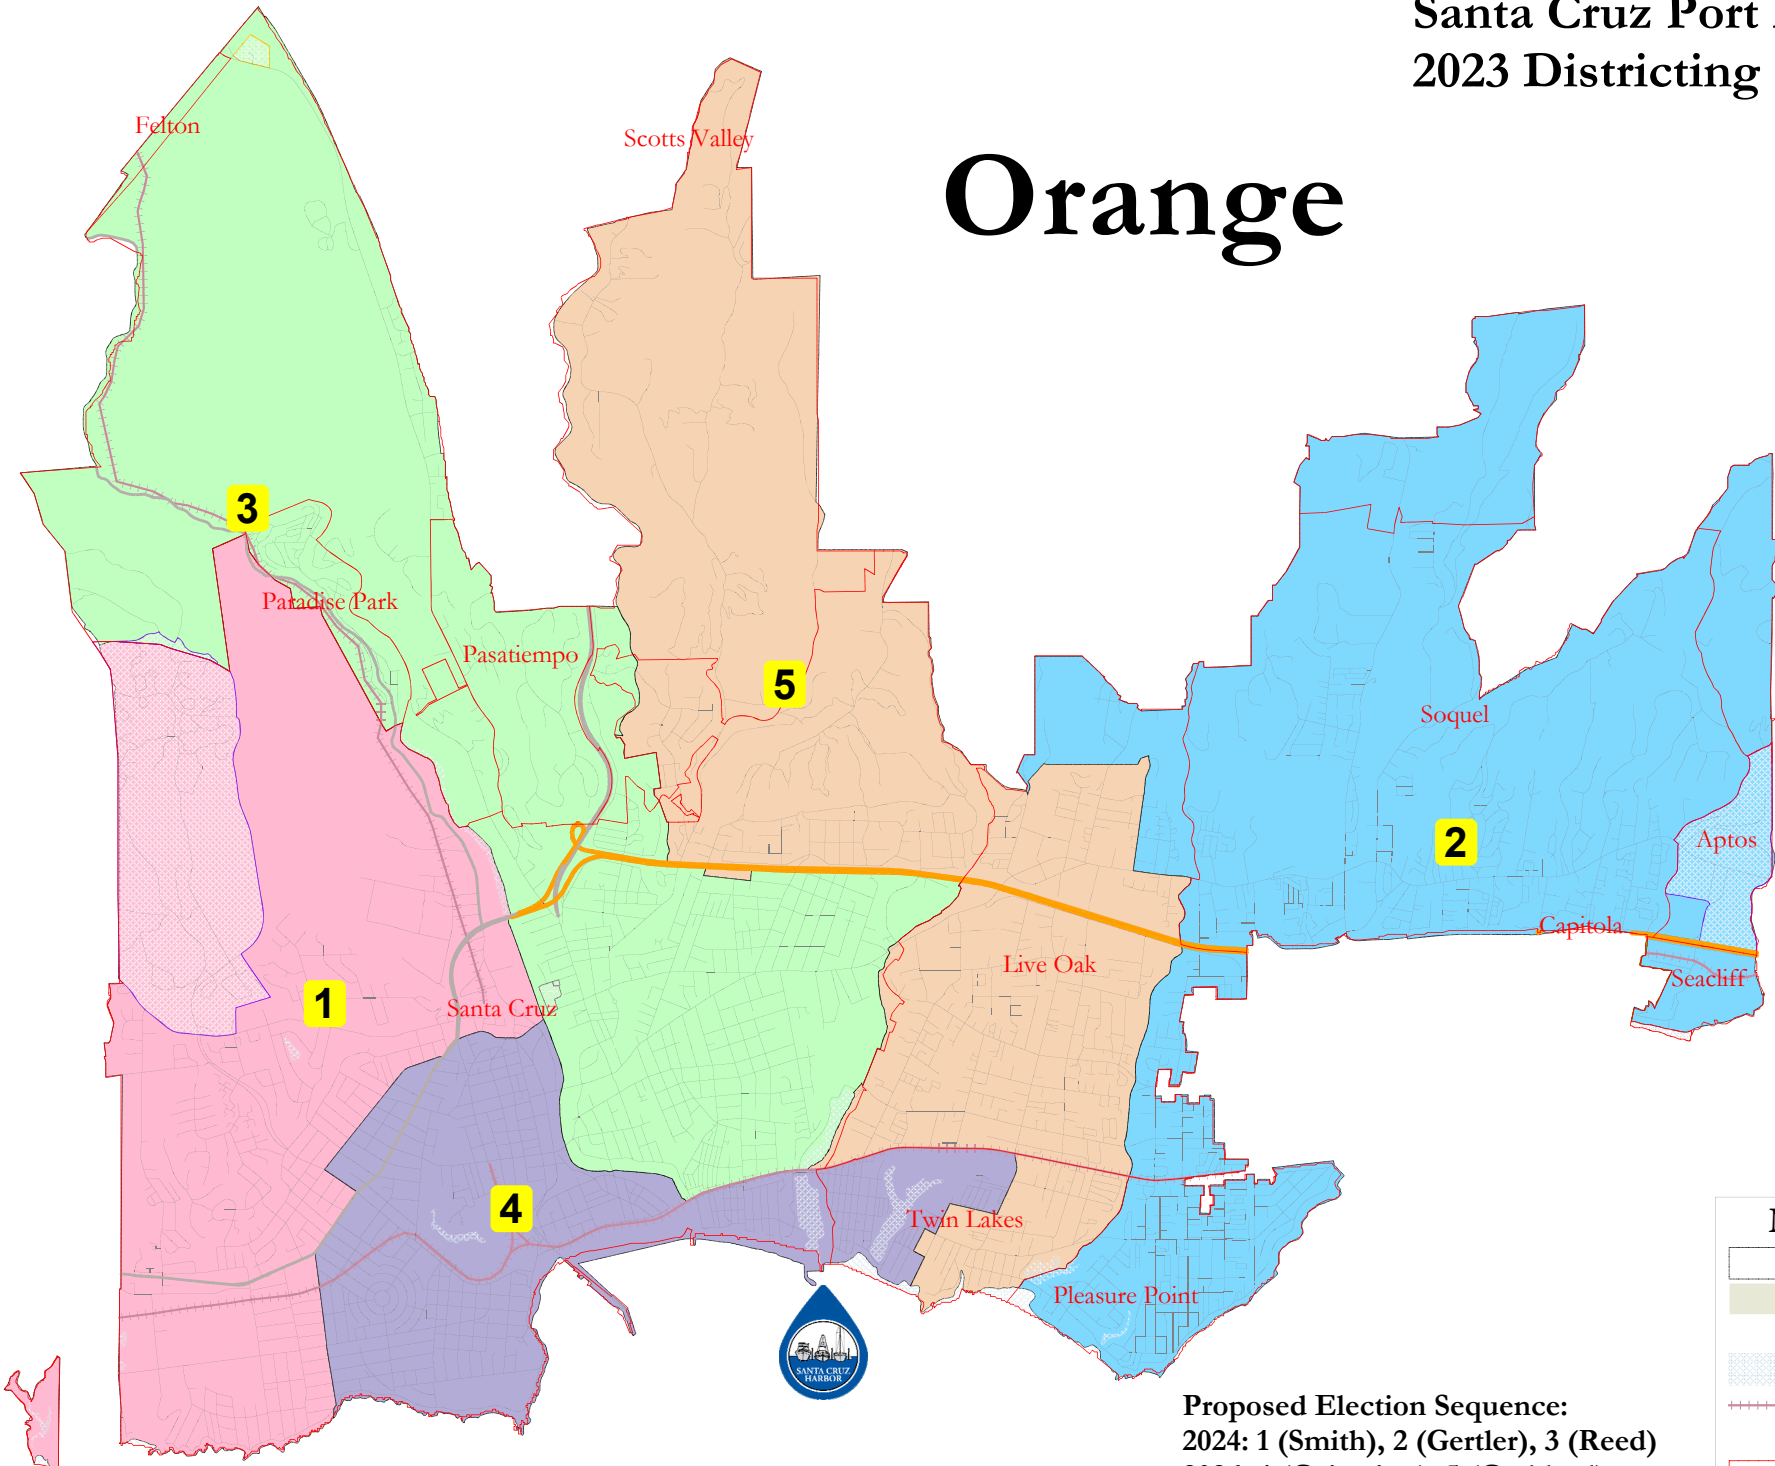 Santa Cruz Port
2023 Districting
Orange
Felton
Scotts Valley
3
Paradise Park
Pasatiempo
5
Soquel
2
Aptos
Capitola
Live Oak
Seacliff
1
Santa Cruz
4
Twin Lakes
Pleasure Point
SANTA CRUZ
HARBOR
Proposed Election Sequence:
2024: 1 (Smith), 2 (Gertler), 3 (Reed)